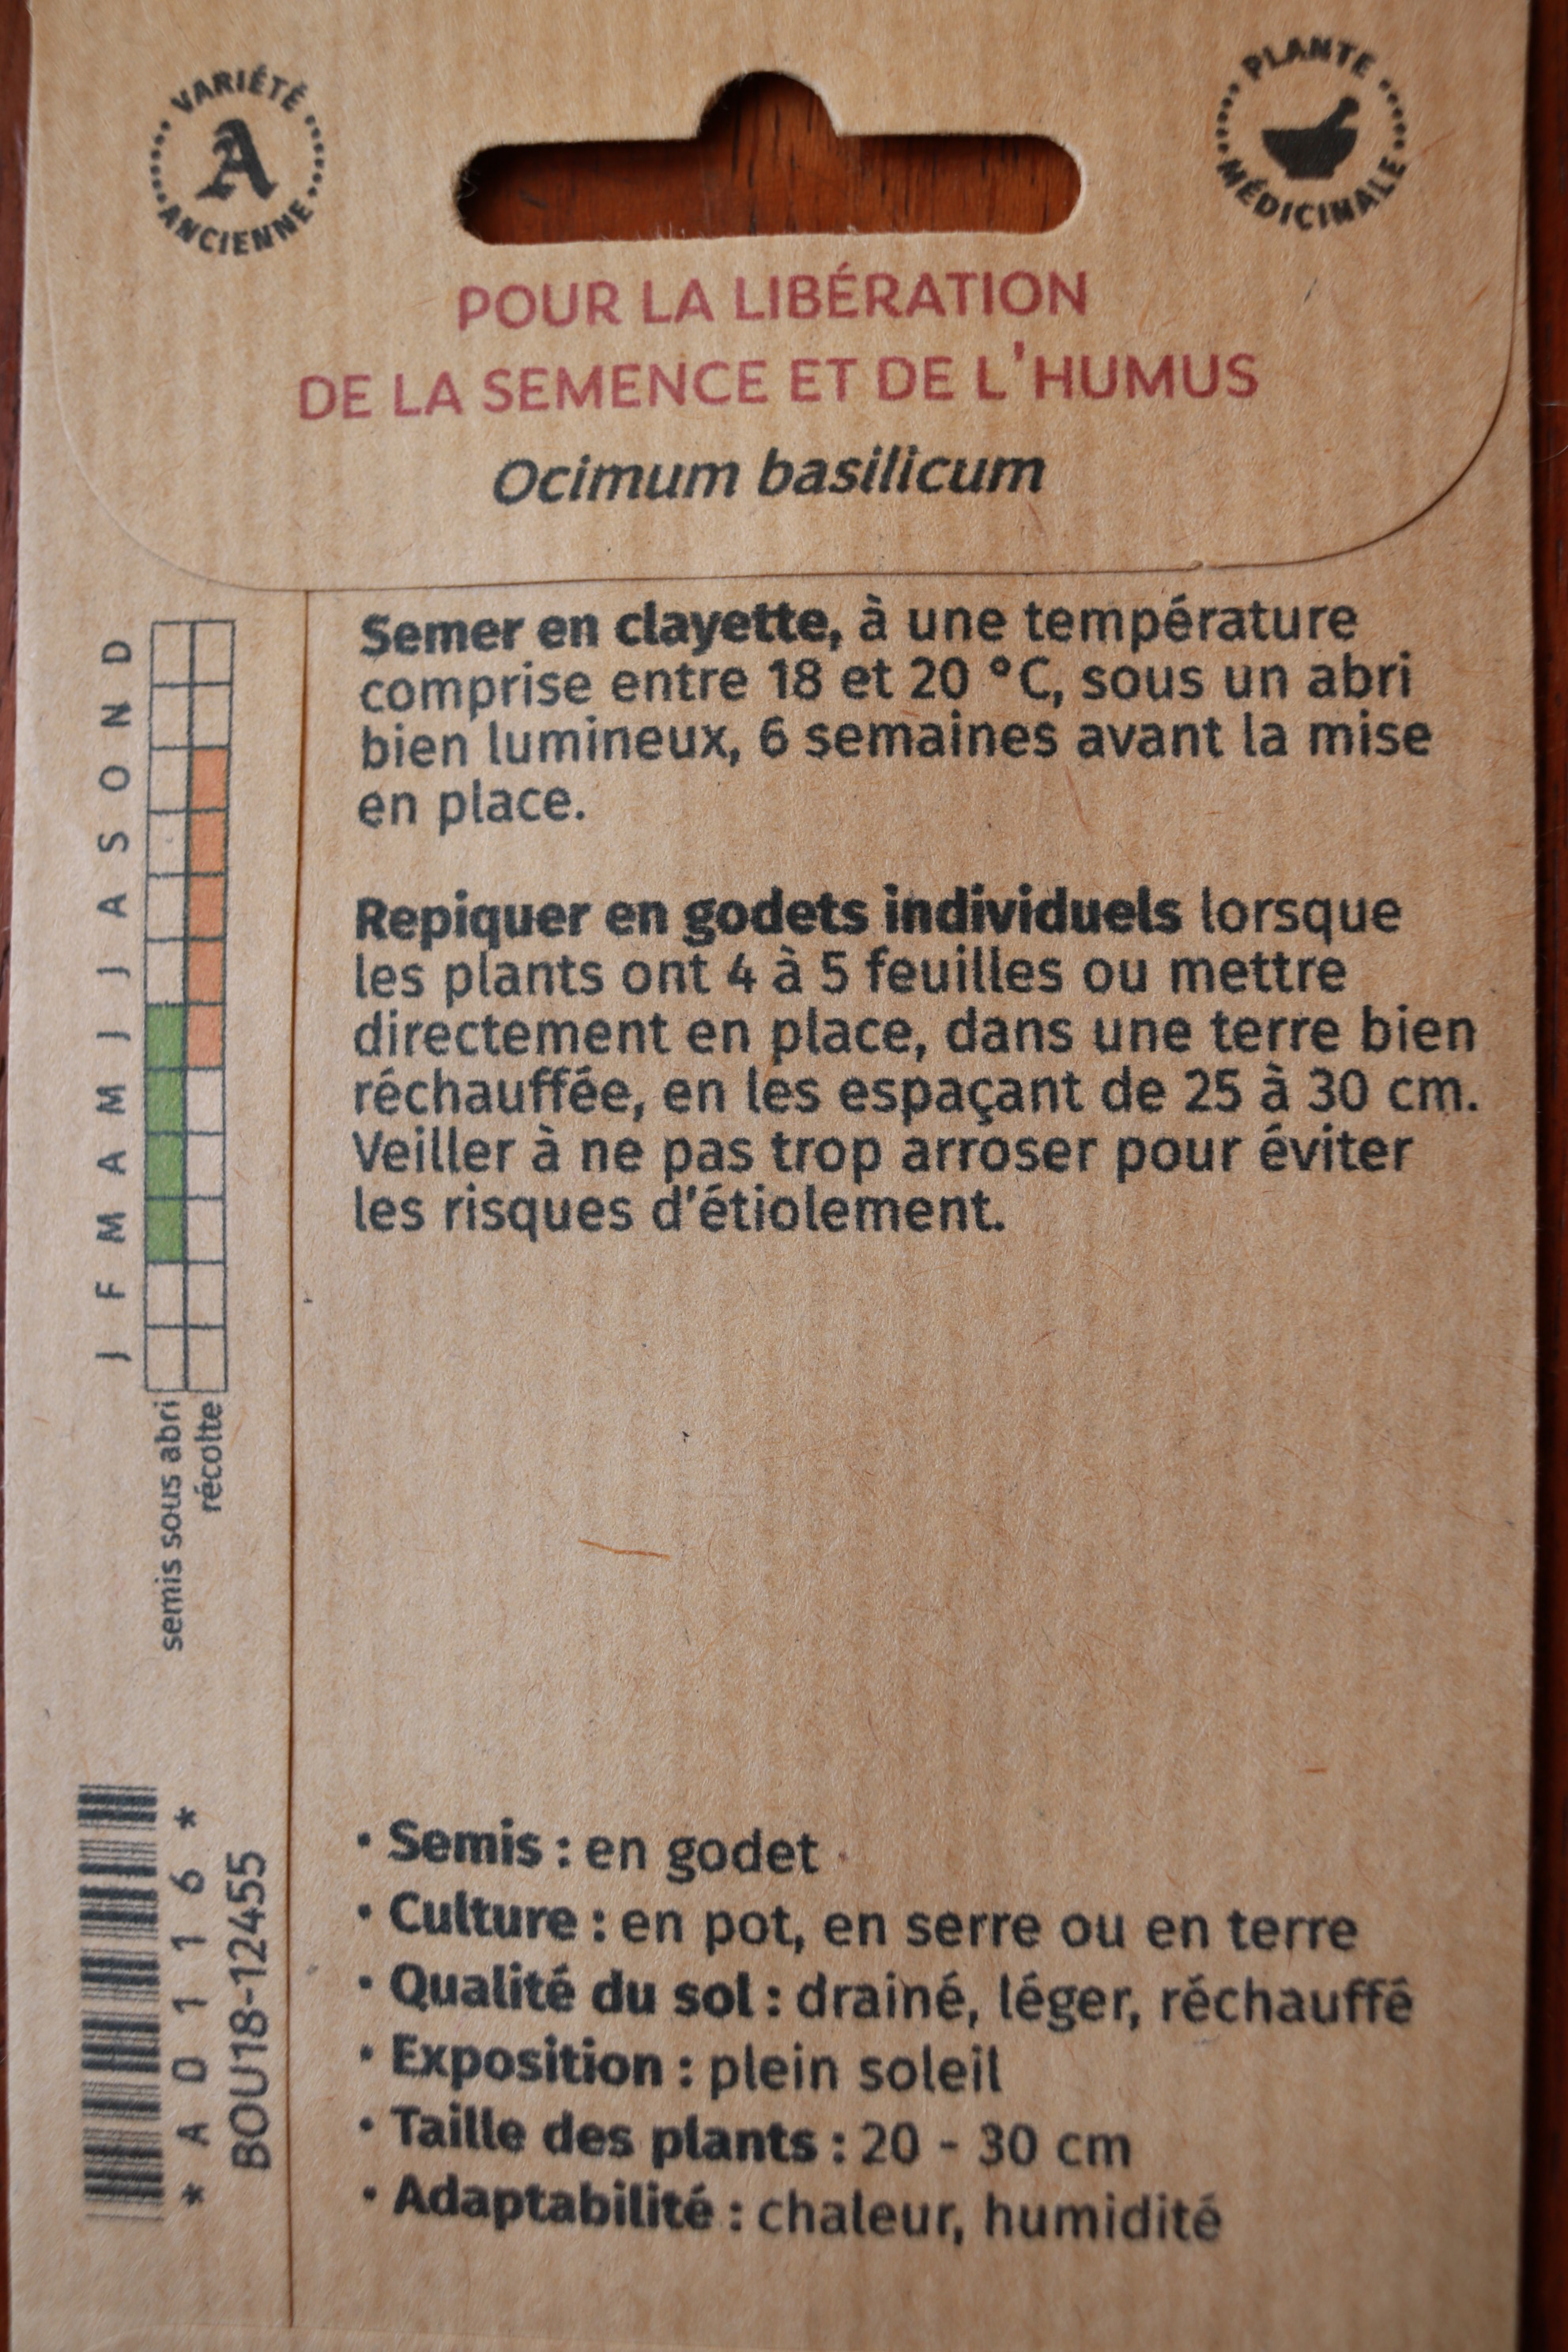 VARIÉTÉ
A
ANCIENNE
PLANTE
MÉDICINALE
POUR LA LIBÉRATION
DE LA SEMENCE ET DE L'HUMUS
Ocimum basilicum
Semer en clayette, à une température
comprise entre 18 et 20 °C, sous un abri
bien lumineux, 6 semaines avant la mise
en place.
Repiquer en godets individuels lorsque
les plants ont 4 à 5 feuilles ou mettre
directement en place, dans une terre bien
réchauffée, en les espaçant de 25 à 30 cm.
Veiller à ne pas trop arroser pour éviter
les risques d'étiolement.
J F M A M J J A S O N D
semis sous abri
récolte
* A 0 1 1 6 *
BOU18-12455
• Semis : en godet
• Culture : en pot, en serre ou en terre
• Qualité du sol : drainé, léger, réchauffé
• Exposition : plein soleil
• Taille des plants : 20 - 30 cm
• Adaptabilité : chaleur, humidité